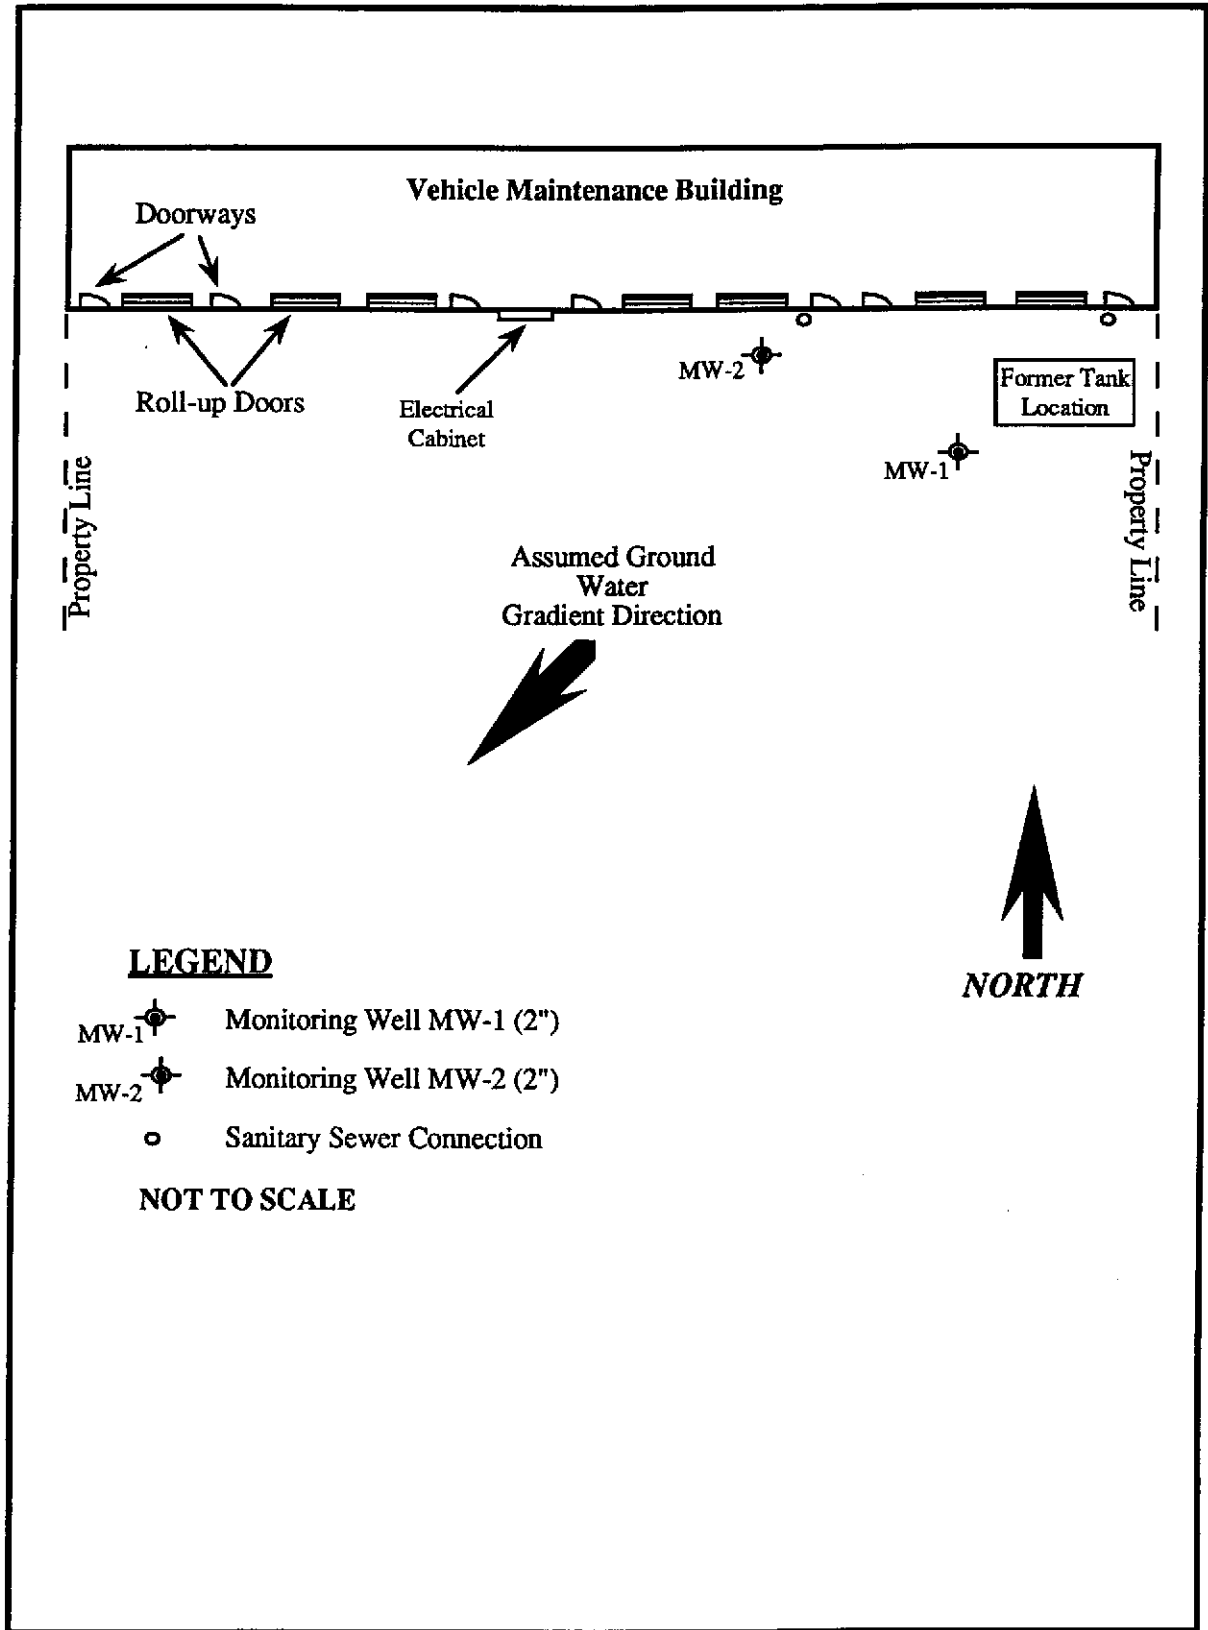 Vehicle Maintenance Building
Doorways
Roll-up Doors
Electrical
Cabinet
MW-2
Former Tank
Location
MW-1
Property Line
Property Line
Assumed Ground
Water
Gradient Direction
NORTH
LEGEND
MW-1 Monitoring Well MW-1 (2")
MW-2 Monitoring Well MW-2 (2")
Sanitary Sewer Connection
NOT TO SCALE